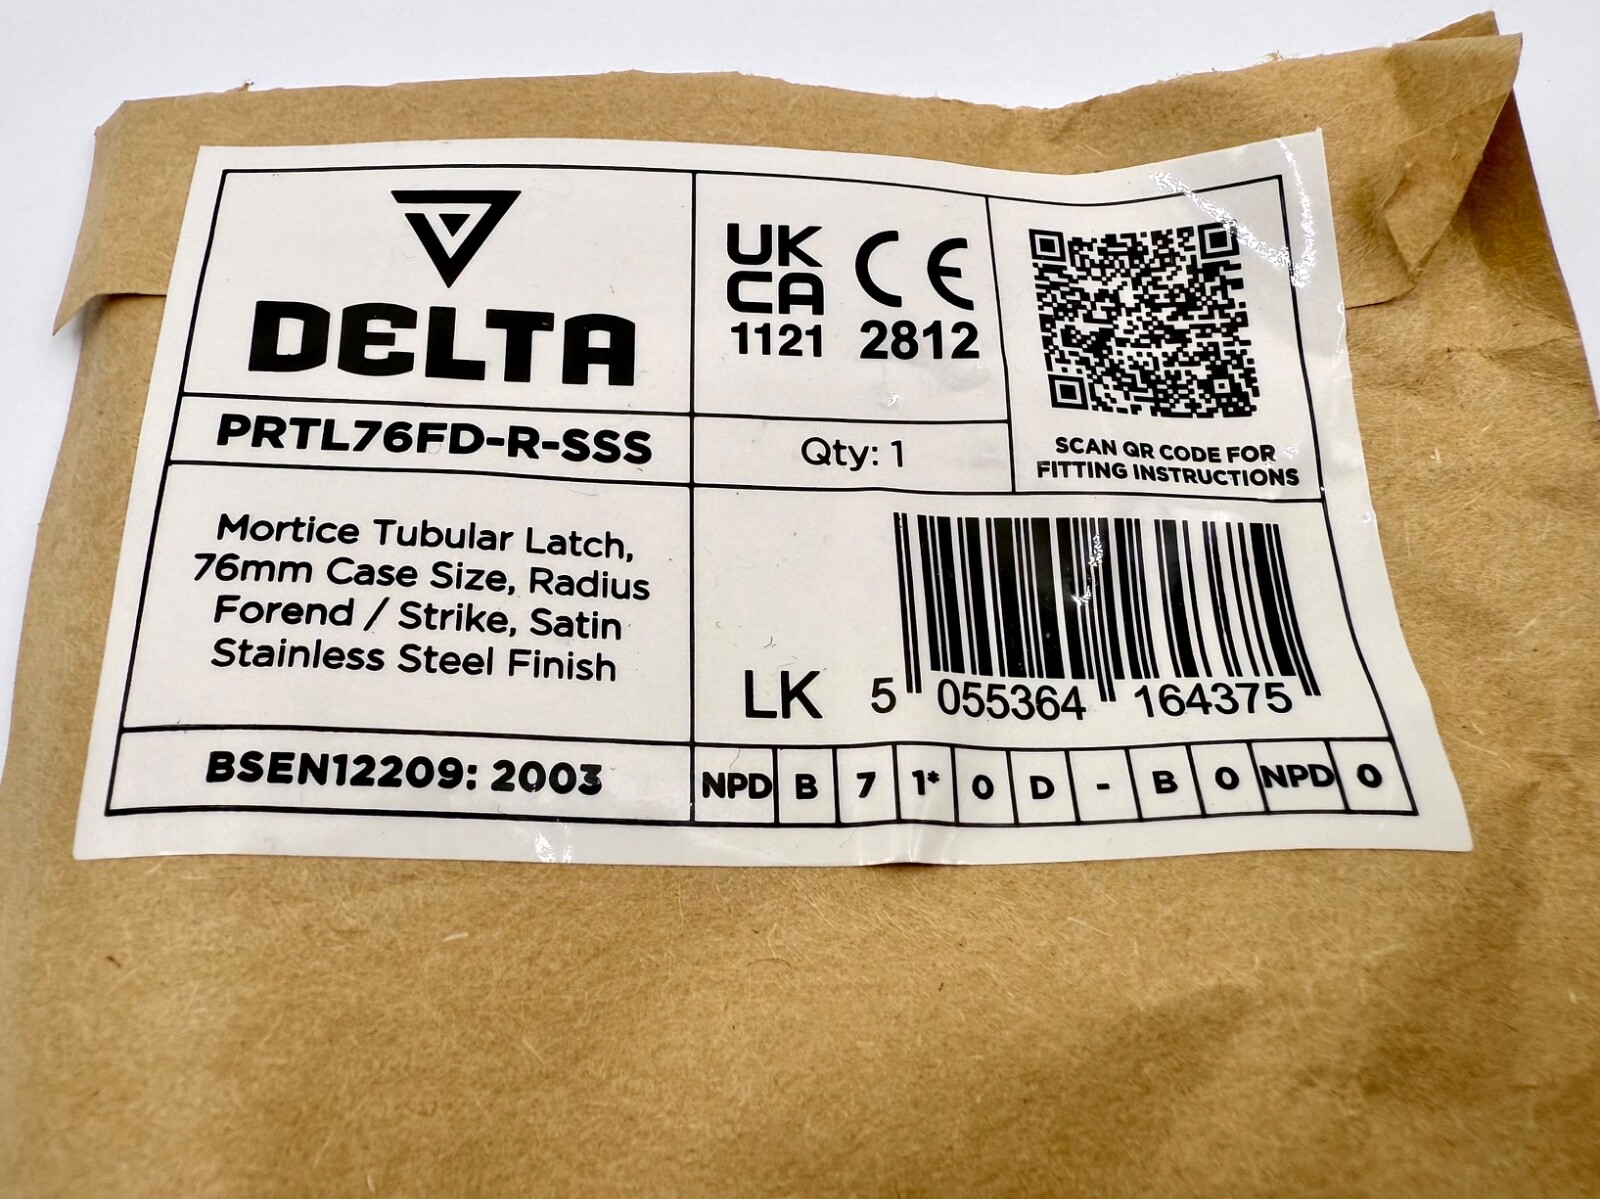 DELTA
UK
CA
1121
CE
2812
SCAN QR CODE FOR
FITTING INSTRUCTIONS
PRTL76FD-R-SSS
Qty: 1
Mortice Tubular Latch,
76mm Case Size, Radius
Forend / Strike, Satin
Stainless Steel Finish
LK
5 055364 164375
BSEN12209: 2003
NPD B 7 1* 0 D - B 0 NPD 0